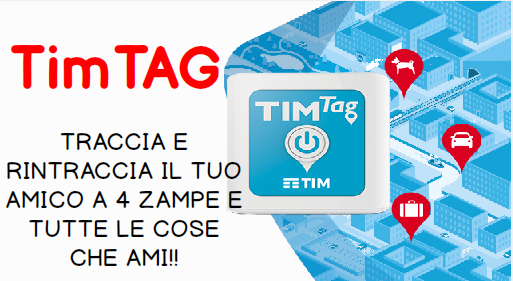 TimTAG
TRACCIA E
RINTRACCIA IL TUO
AMICO A 4 ZAMPE E
TUTTE LE COSE
CHE AMI!!
TIMTag
TIM